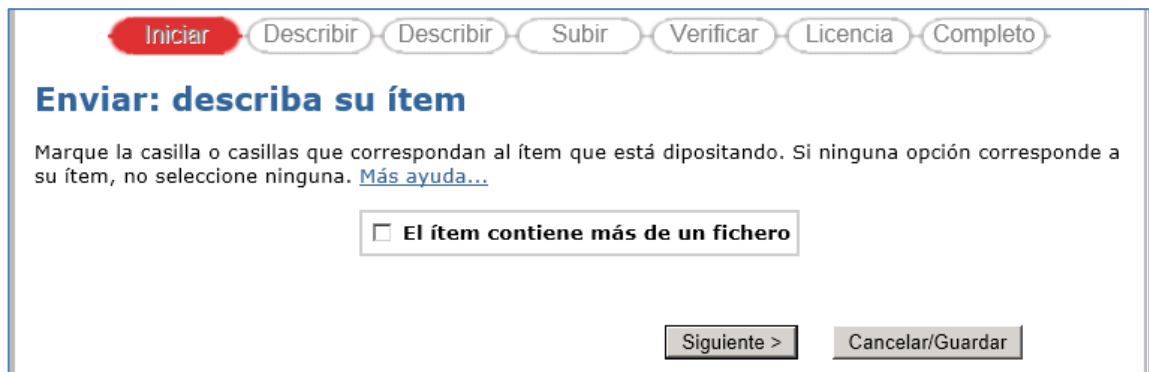 Iniciar Describir Describir Subir Verificar Licencia Completo
Enviar: describa su ítem
Marque la casilla o casillas que correspondan al ítem que está dipositando. Si ninguna opción corresponde a
su ítem, no seleccione ninguna. Más ayuda...
El ítem contiene más de un fichero
Siguiente > Cancelar/Guardar